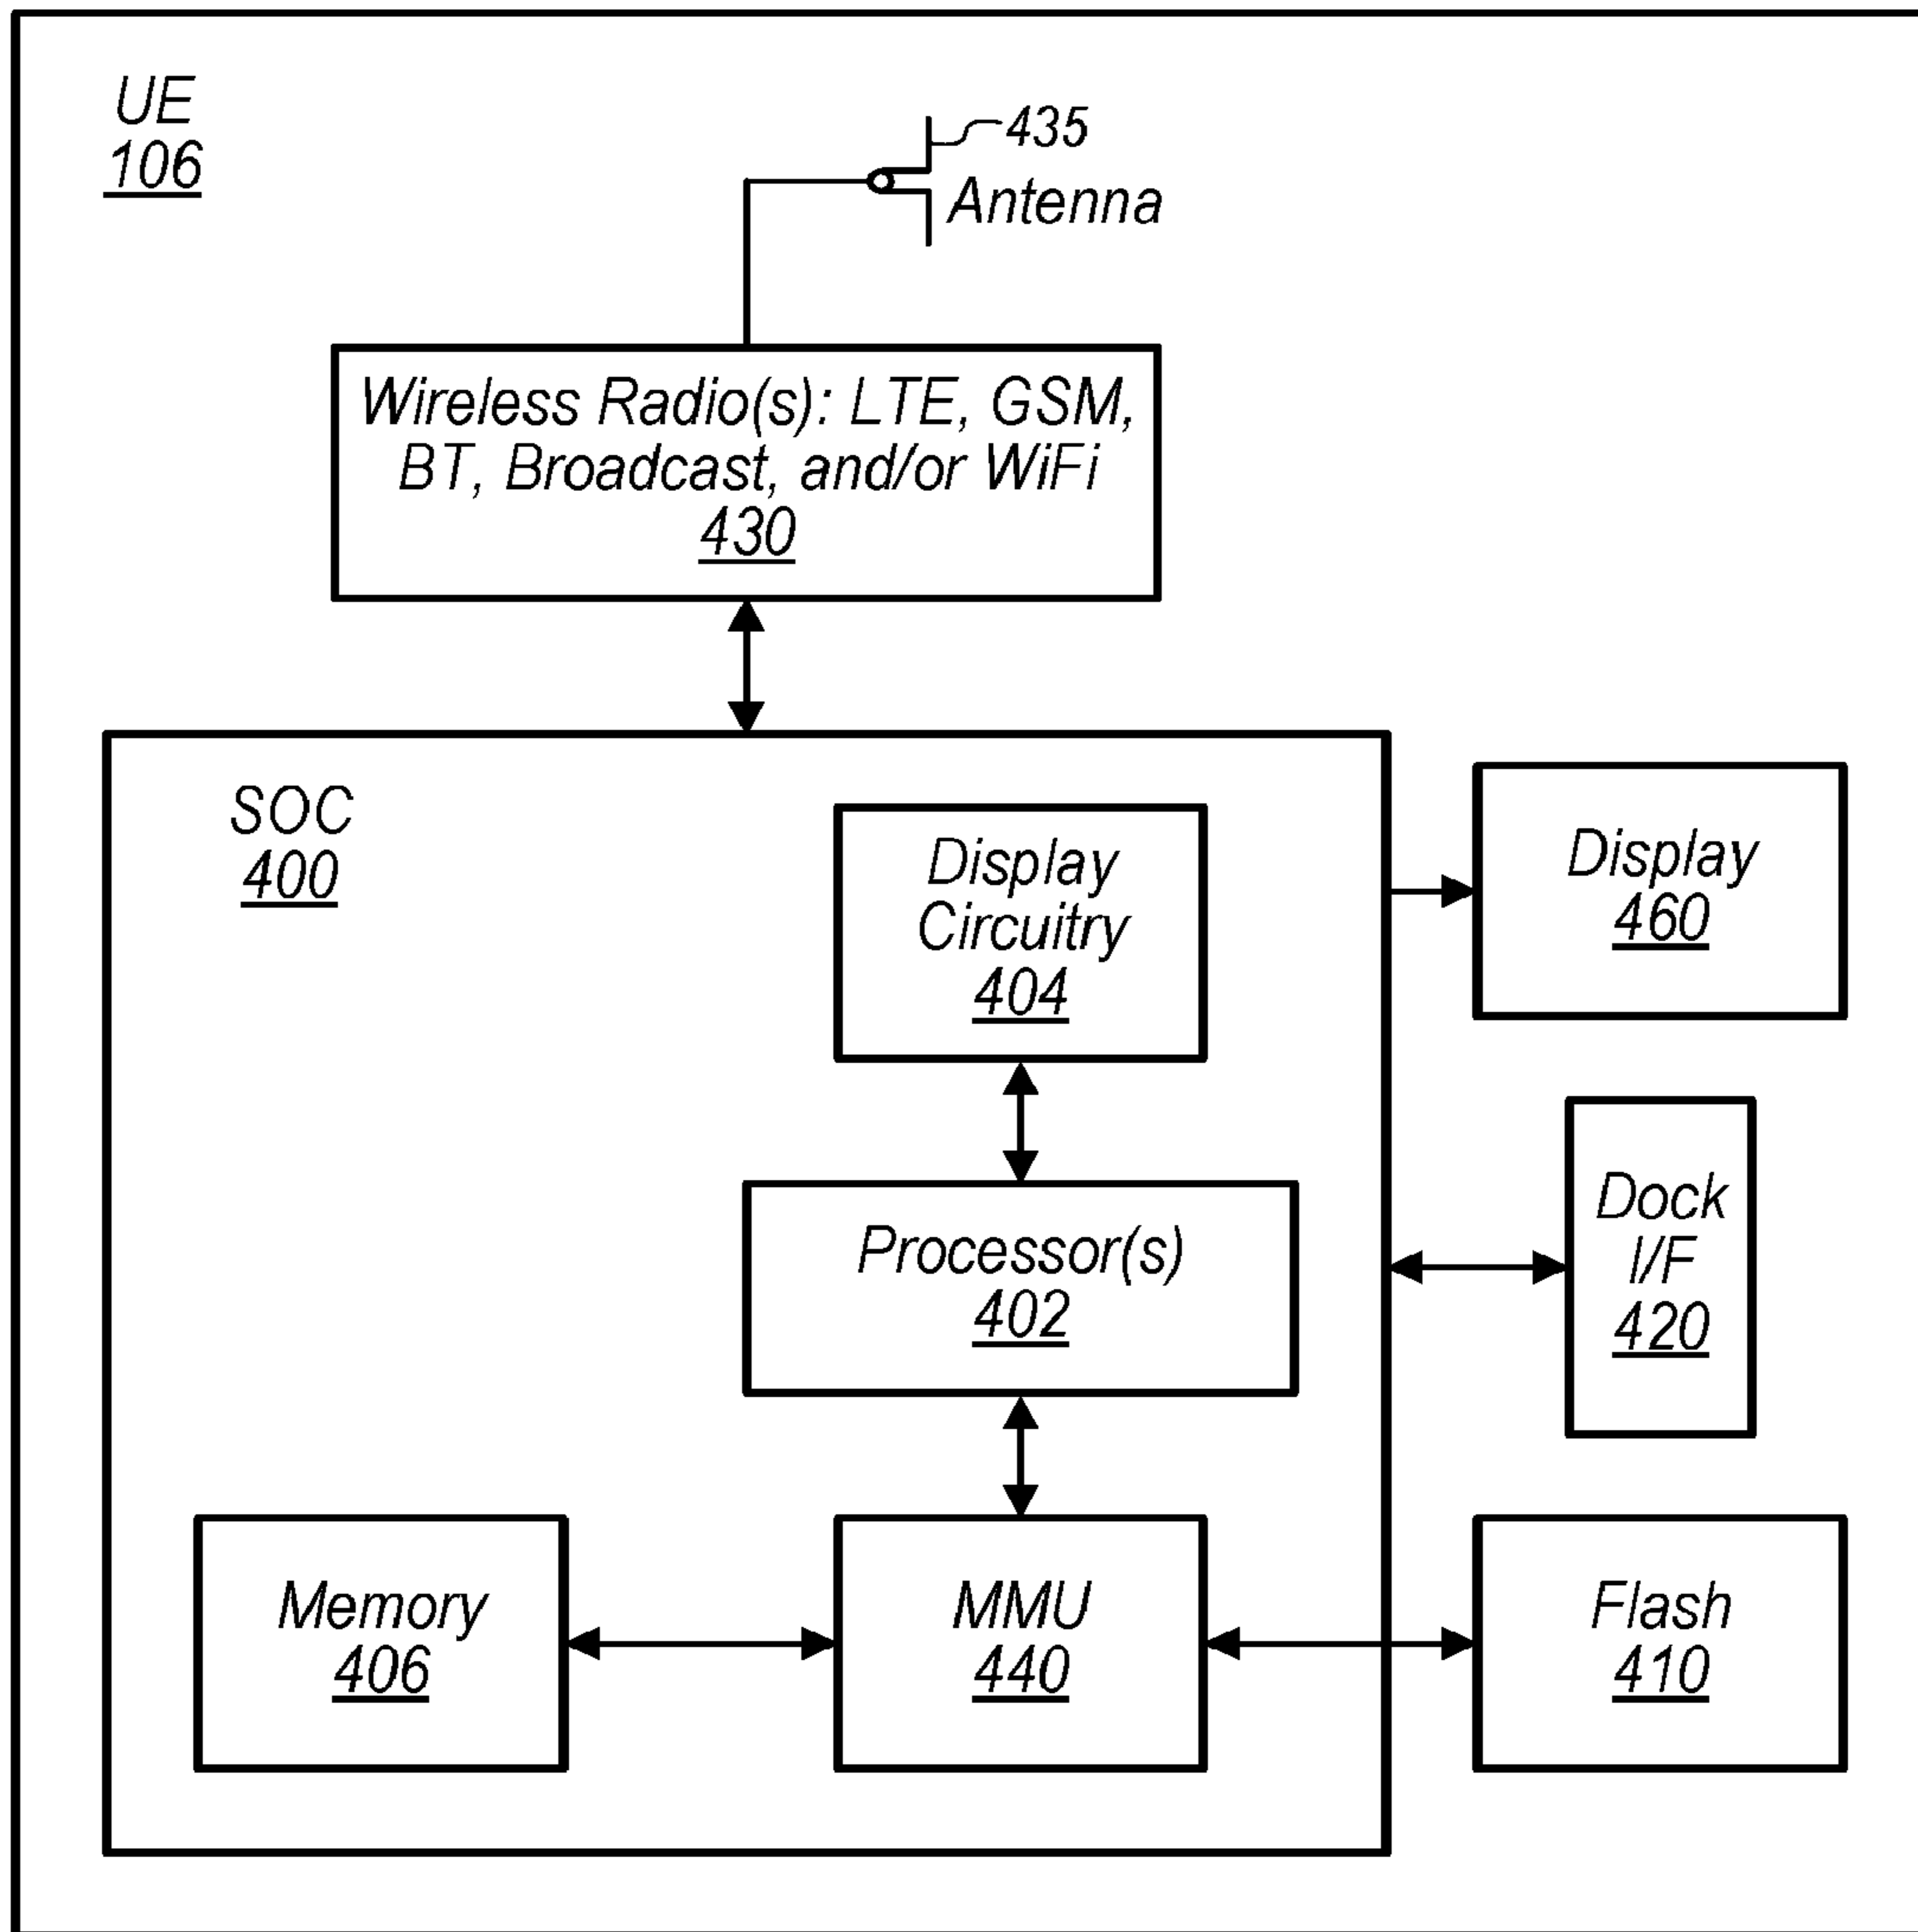 UE
106
435
Antenna
Wireless Radio(s): LTE, GSM,
BT, Broadcast, and/or WiFi
430
SOC
400
Display
Circuitry
404
Display
460
Processor(s)
402
Dock
I/F
420
Memory
406
MMU
440
Flash
410